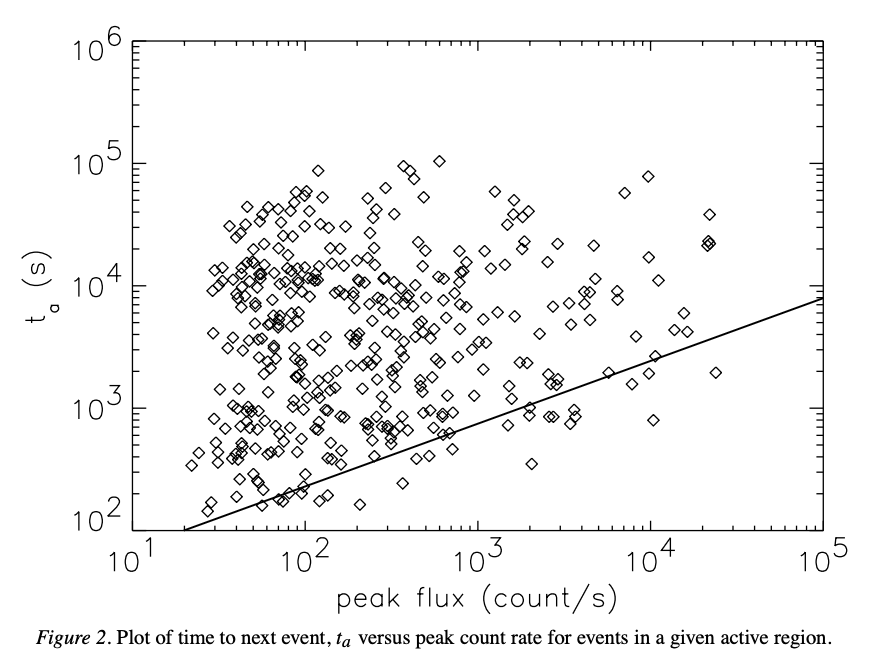 10^6
10^5
10^4
10^3
10^2
t_a (s)
10^1 10^2 10^3 10^4 10^5
peak flux (count/s)
Figure 2. Plot of time to next event, t_a versus peak count rate for events in a given active region.